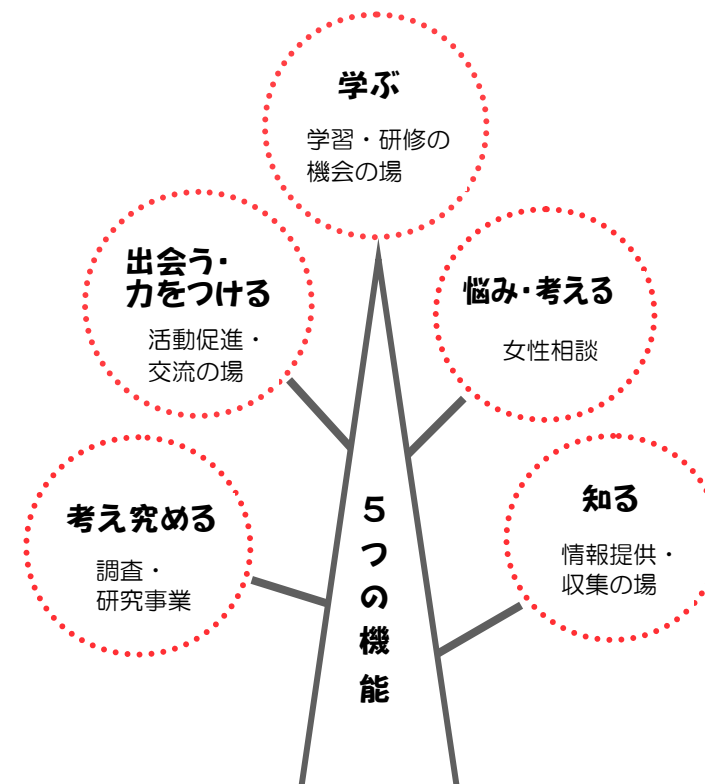 学ぶ
学習・研修の
機会の場
出会う・
力をつける
活動促進・
交流の場
悩み・考える
女性相談
考え究める
調査・
研究事業
知る
情報提供・
収集の場
5つの機能